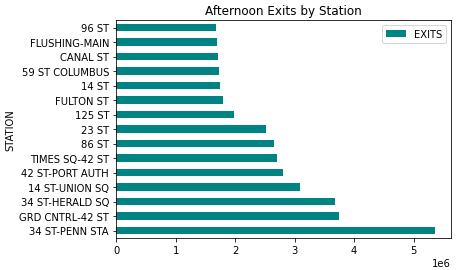 Afternoon Exits by Station
EXITS
STATION
96 ST
FLUSHING-MAIN
CANAL ST
59 ST COLUMBUS
14 ST
FULTON ST
125 ST
23 ST
86 ST
TIMES SQ-42 ST
42 ST-PORT AUTH
14 ST-UNION SQ
34 ST-HERALD SQ
GRD CNTRL-42 ST
34 ST-PENN STA
0 1 2 3 4 5
1e6